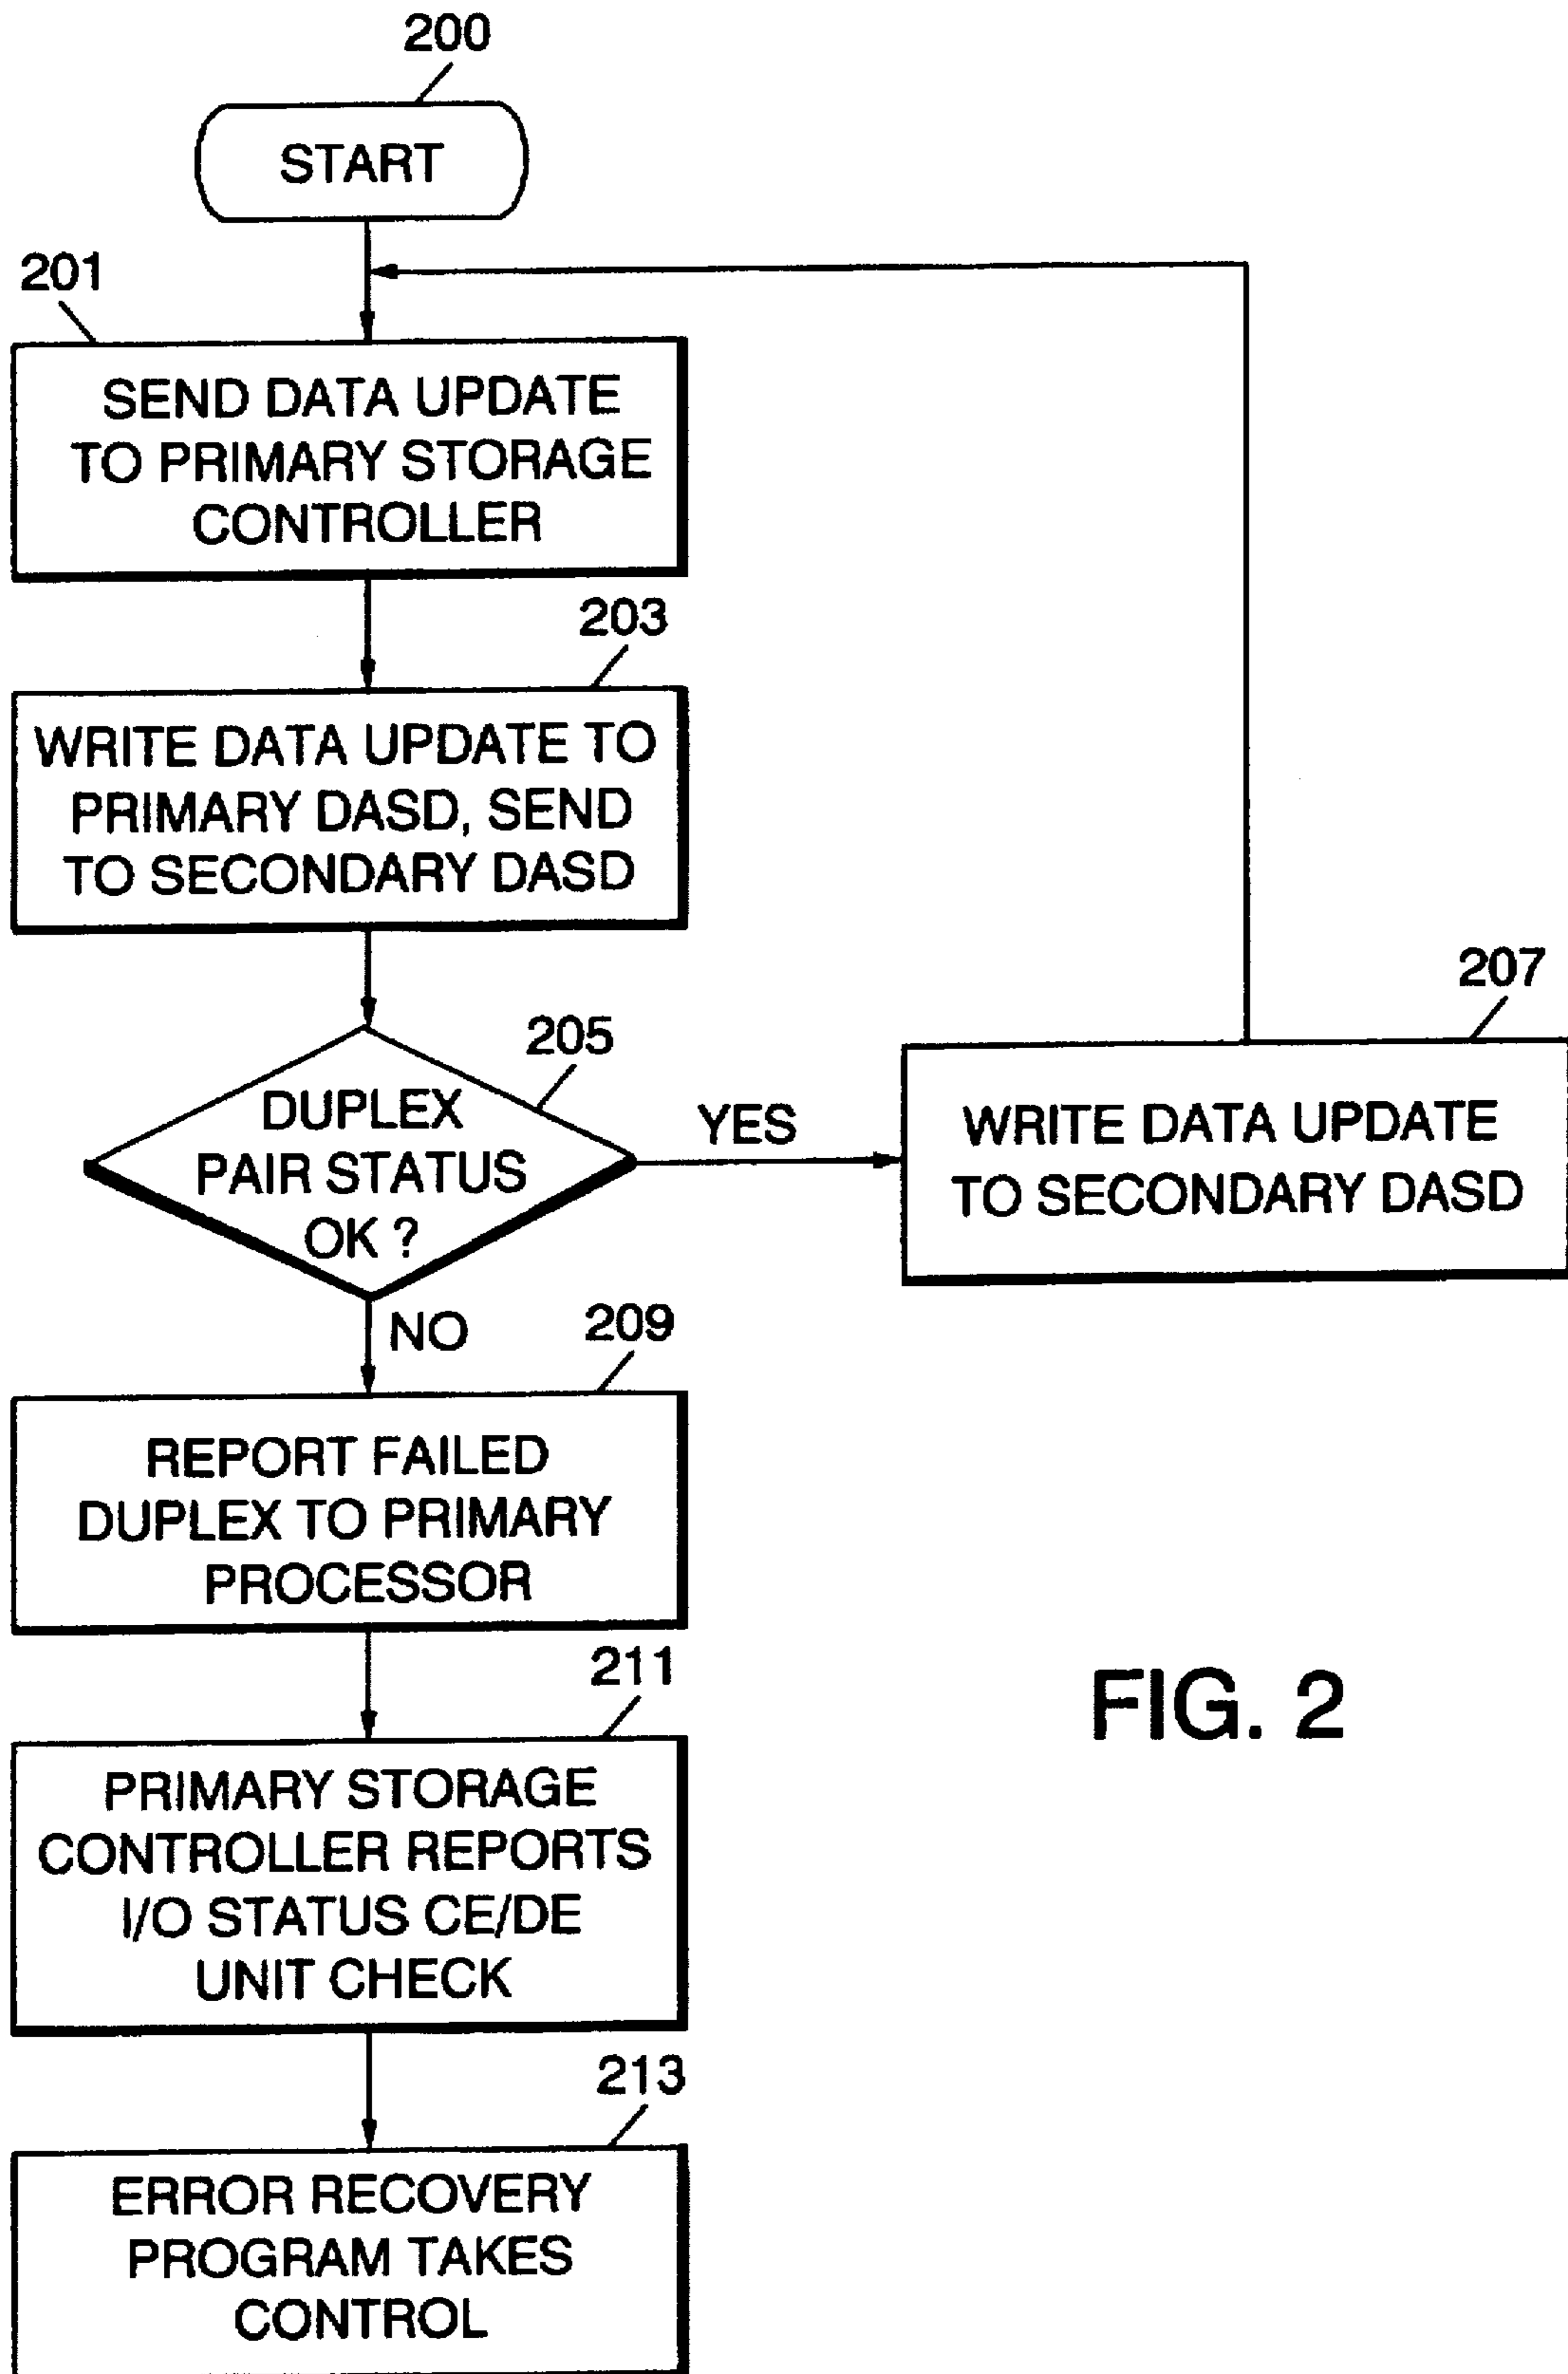 200
START
201
SEND DATA UPDATE
TO PRIMARY STORAGE
CONTROLLER
203
WRITE DATA UPDATE TO
PRIMARY DASD, SEND
TO SECONDARY DASD
205
DUPLEX
PAIR STATUS
OK ?
YES
207
WRITE DATA UPDATE
TO SECONDARY DASD
NO
209
REPORT FAILED
DUPLEX TO PRIMARY
PROCESSOR
211
PRIMARY STORAGE
CONTROLLER REPORTS
I/O STATUS CE/DE
UNIT CHECK
213
ERROR RECOVERY
PROGRAM TAKES
CONTROL
FIG. 2